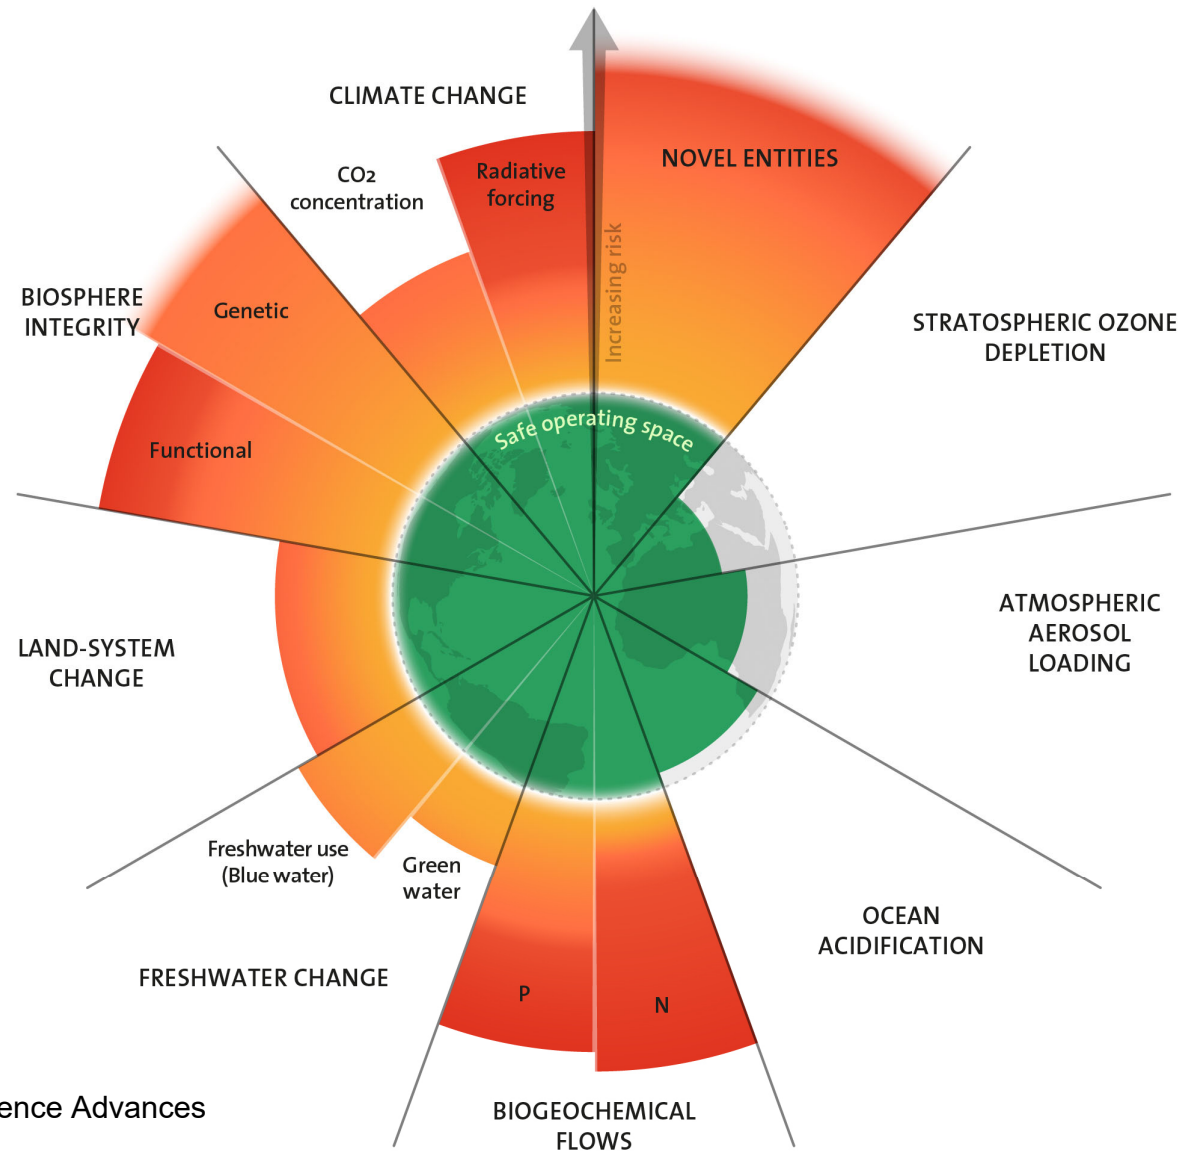 CLIMATE CHANGE
CO2
concentration
Radiative
forcing
NOVEL ENTITIES
Increasing risk
BIOSPHERE
INTEGRITY
Genetic
Functional
STRATOSPHERIC OZONE
DEPLETION
Safe operating space
ATMOSPHERIC
AEROSOL
LOADING
LAND-SYSTEM
CHANGE
Freshwater use
(Blue water)
Green
water
OCEAN
ACIDIFICATION
FRESHWATER CHANGE
P
N
BIOGEOCHEMICAL
FLOWS
ence Advances